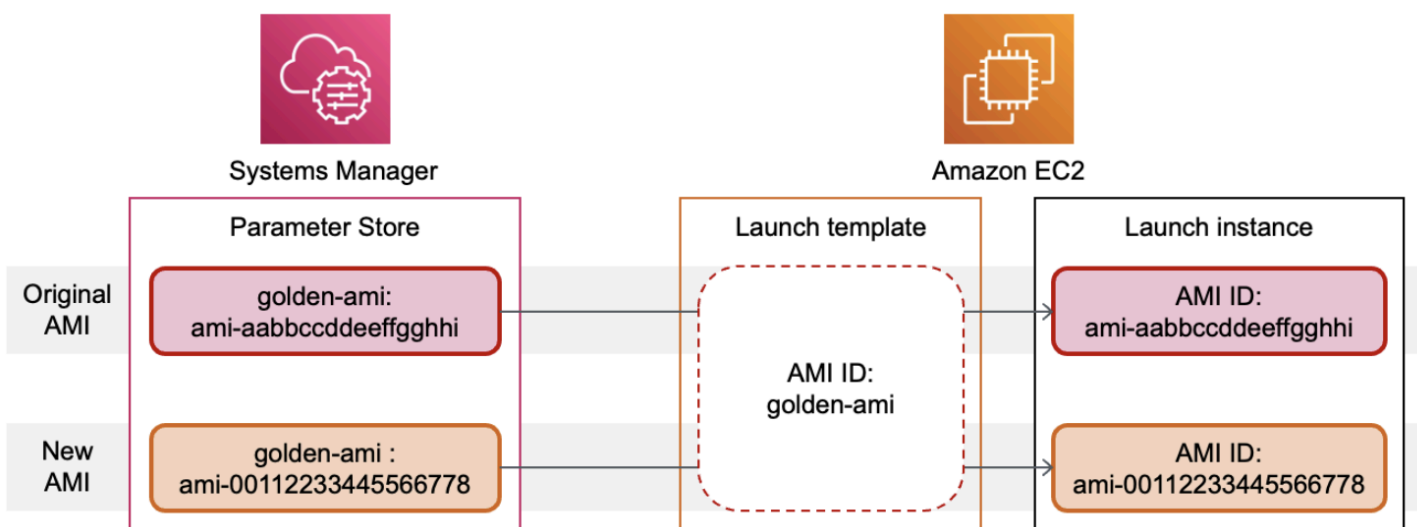 Systems Manager
Amazon EC2
Parameter Store
Launch template
Launch instance
Original
AMI
golden-ami:
ami-aabbccddeeffgghhi
AMI ID:
golden-ami
AMI ID:
ami-aabbccddeeffgghhi
New
AMI
golden-ami :
ami-00112233445566778
AMI ID:
ami-00112233445566778